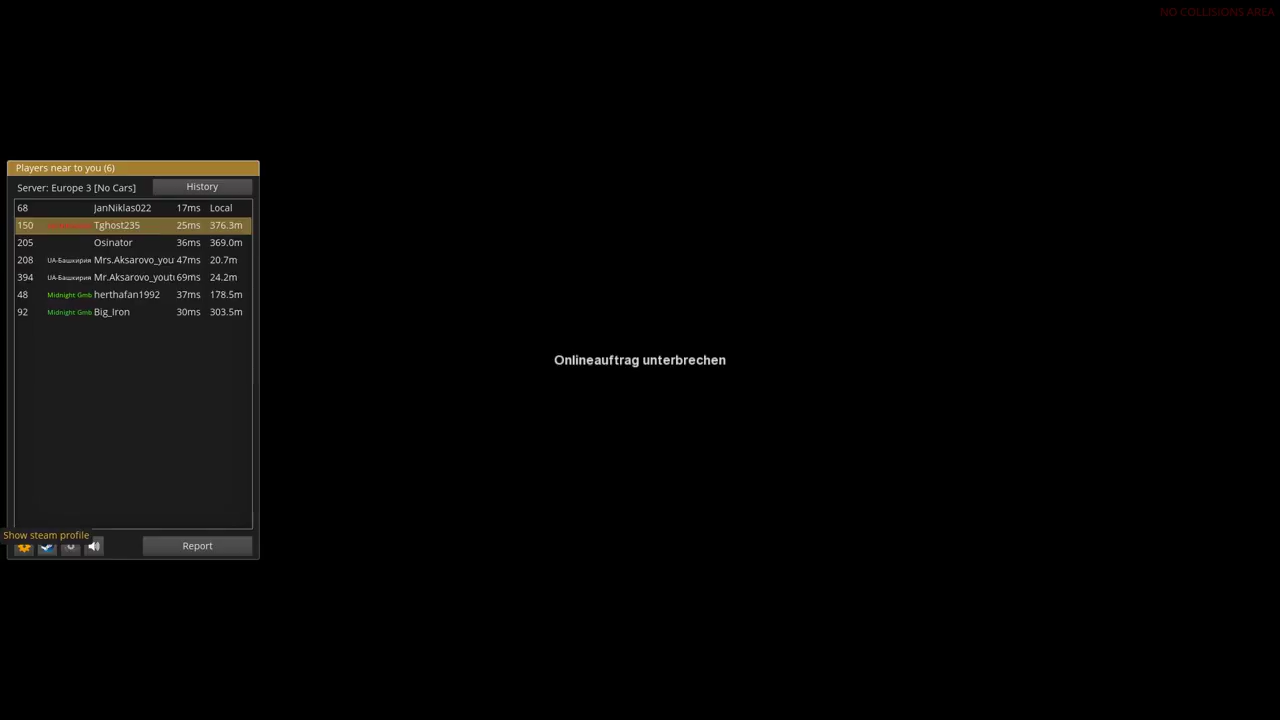 NO COLLISIONS AREA
Players near to you (6)
Server: Europe 3 [No Cars] History
68 JanNiklas022 17ms Local
150 Tghost235 25ms 376.3m
205 Osinator 36ms 369.0m
208 UA-Башкирия Mrs.Aksarovo_you 47ms 20.7m
394 UA-Башкирия Mr.Aksarovo_yout 69ms 24.2m
48 Midnight Gmb herthafan1992 37ms 178.5m
92 Midnight Gmb Big_Iron 30ms 303.5m
Onlineauftrag unterbrechen
Show steam profile
Report